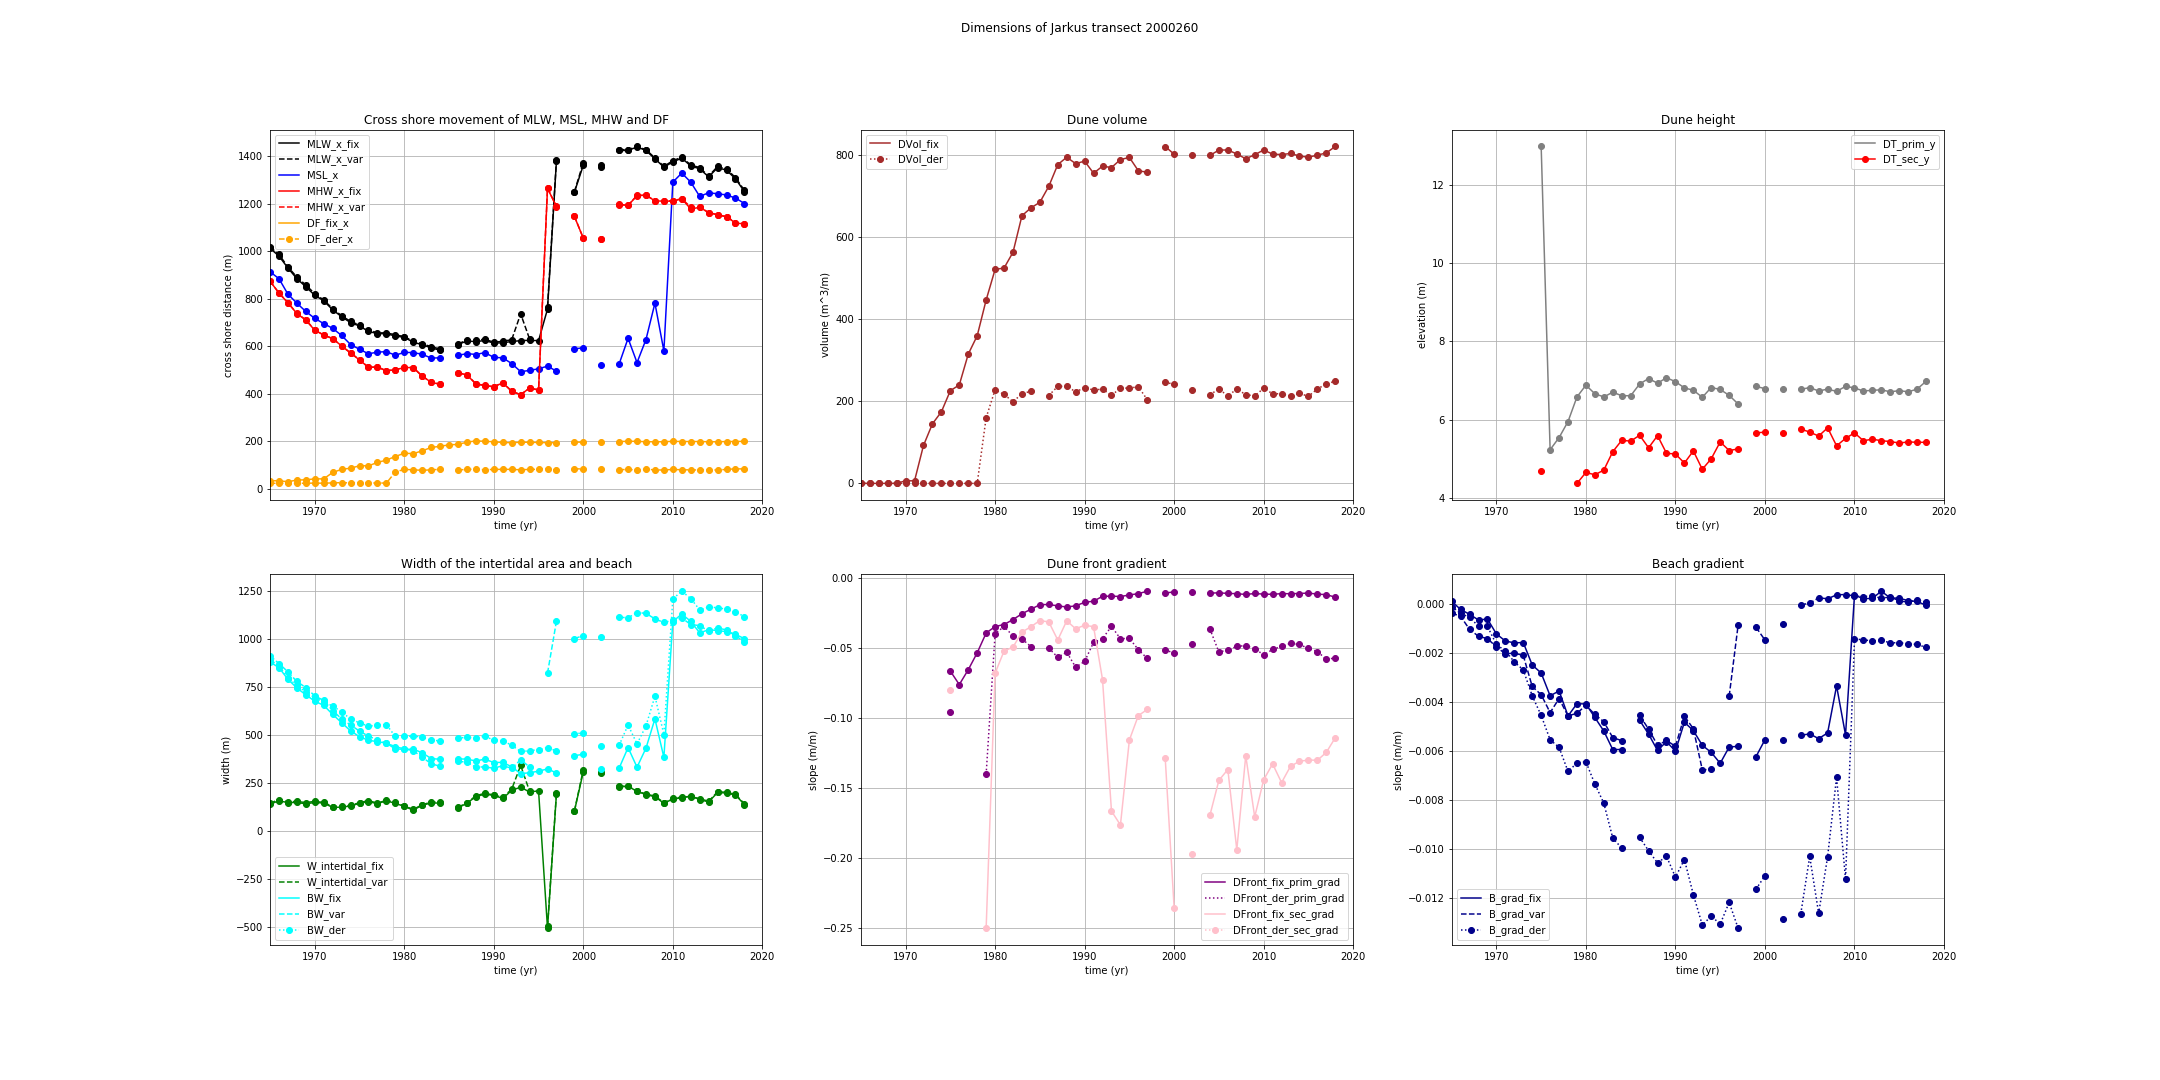 Dimensions of Jarkus transect 2000260
Cross shore movement of MLW, MSL, MHW and DF
MLW_x_fix
MLW_x_var
MSL_x
MHW_x_fix
MHW_x_var
DF_fix_x
DF_der_x
cross shore distance (m)
1400
1200
1000
800
600
400
200
0
1970 1980 1990 2000 2010 2020
time (yr)
Dune volume
DVol_fix
DVol_der
volume (m^3/m)
800
600
400
200
0
1970 1980 1990 2000 2010 2020
time (yr)
Dune height
DT_prim_y
DT_sec_y
elevation (m)
12
10
8
6
4
1970 1980 1990 2000 2010 2020
time (yr)
Width of the intertidal area and beach
width (m)
1250
1000
750
500
250
0
−250
−500
W_intertidal_fix
W_intertidal_var
BW_fix
BW_var
BW_der
1970 1980 1990 2000 2010 2020
time (yr)
Dune front gradient
slope (m/m)
0.00
−0.05
−0.10
−0.15
−0.20
−0.25
DFront_fix_prim_grad
DFront_der_prim_grad
DFront_fix_sec_grad
DFront_der_sec_grad
1970 1980 1990 2000 2010 2020
time (yr)
Beach gradient
slope (m/m)
0.000
−0.002
−0.004
−0.006
−0.008
−0.010
−0.012
B_grad_fix
B_grad_var
B_grad_der
1970 1980 1990 2000 2010 2020
time (yr)